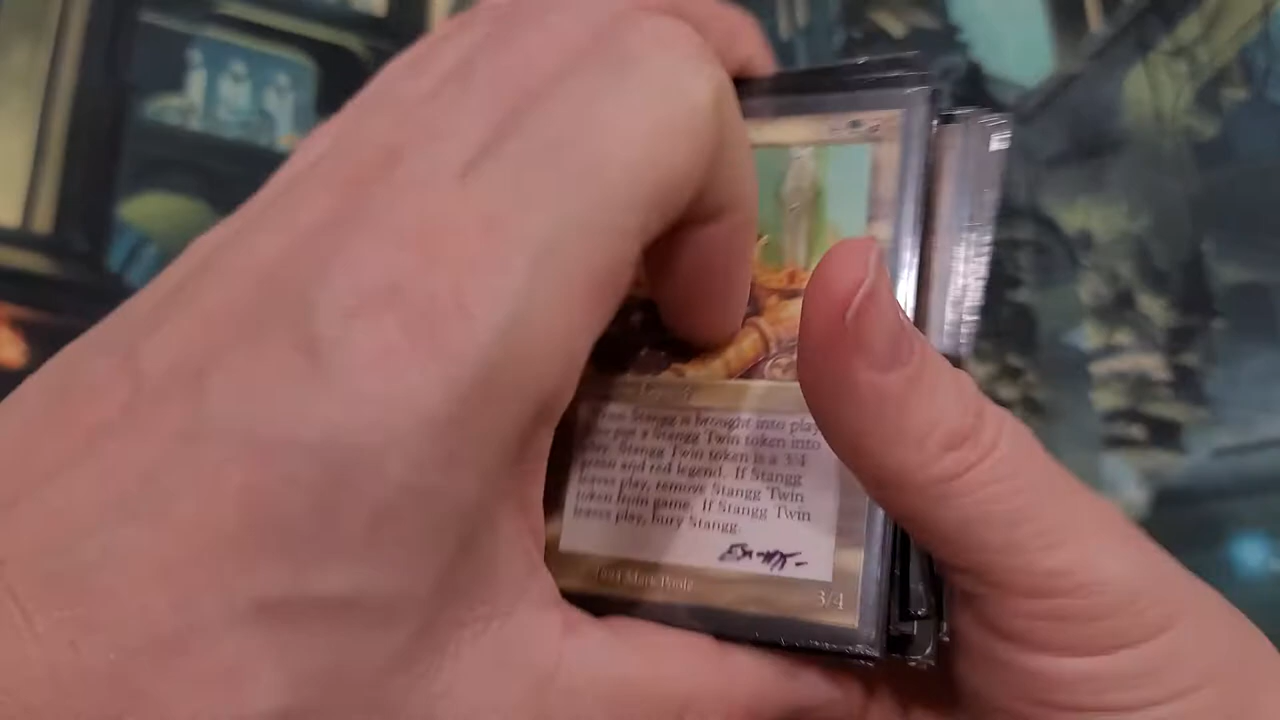 Stangg is brought into play,
put a Stangg Twin token into
play. Stangg Twin token is a 3/4
green and red legend. If Stangg
leaves play, remove Stangg Twin
token from game. If Stangg Twin
leaves play, bury Stangg.
1994 Mark Poole
3/4